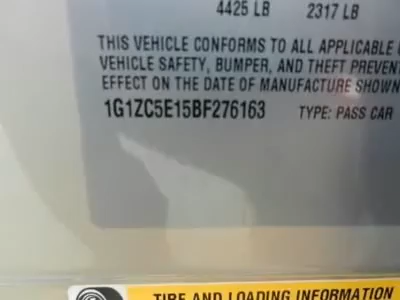 4425 LB 2317 LB
THIS VEHICLE CONFORMS TO ALL APPLICABLE
VEHICLE SAFETY, BUMPER, AND THEFT PREVENT
EFFECT ON THE DATE OF MANUFACTURE SHOWN
1G1ZC5E15BF276163 TYPE: PASS CAR
TIRE AND LOADING INFORMATION